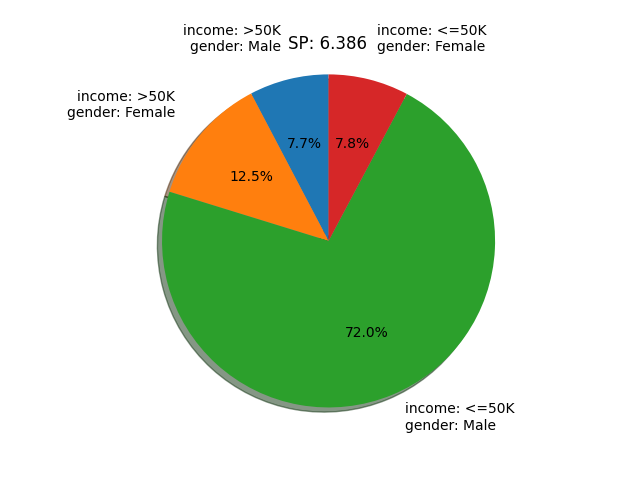 income: >50K
gender: Male
SP: 6.386
income: <=50K
gender: Female
income: >50K
gender: Female
7.7%
7.8%
12.5%
72.0%
income: <=50K
gender: Male